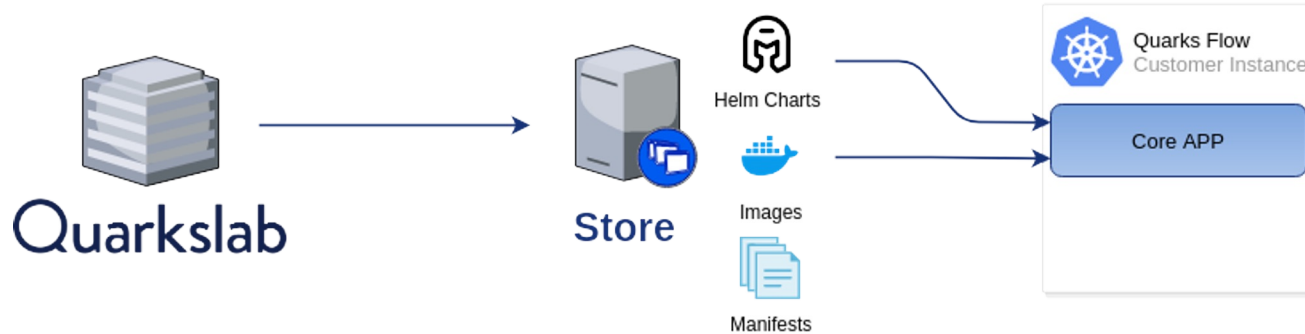 Quarkslab
Store
Helm Charts
Images
Manifests
Quarks Flow
Customer Instance
Core APP